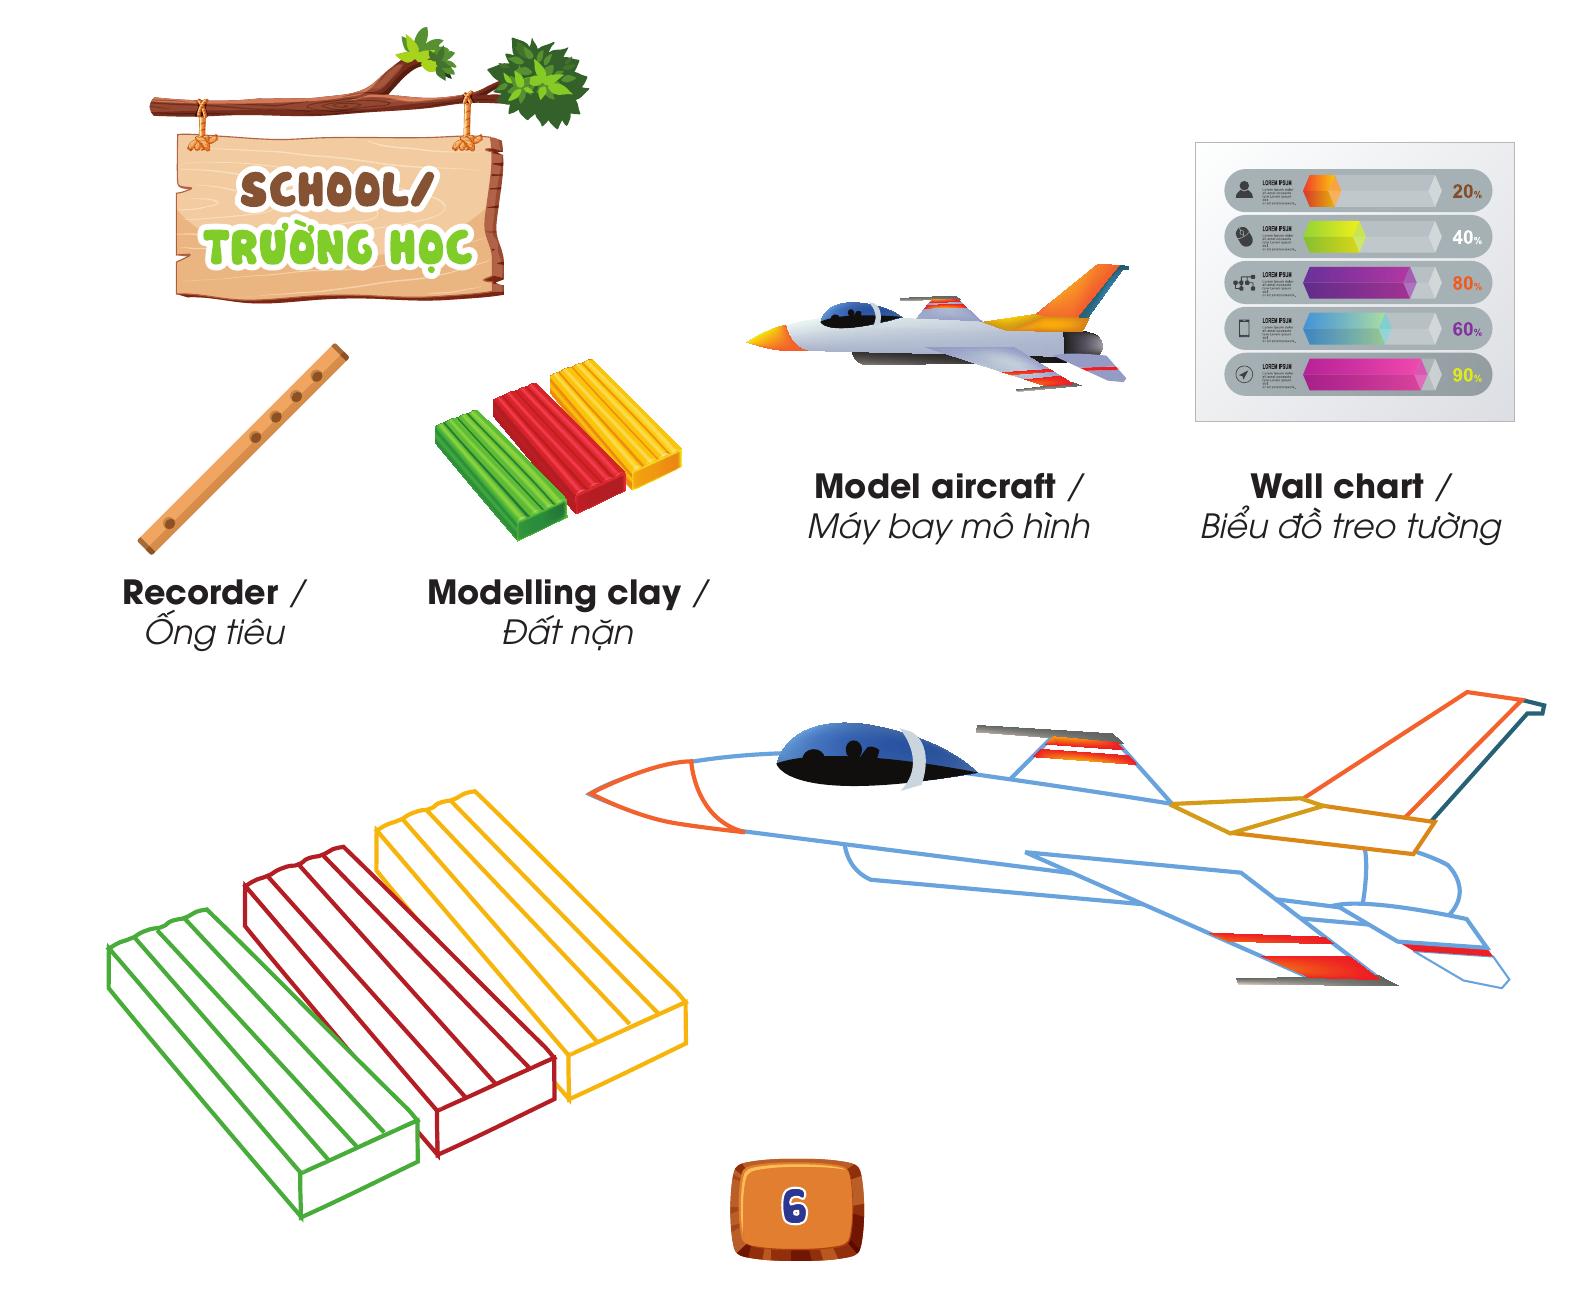 SCHOOL/
TRƯỜNG HỌC
LOREM IPSUM
20%
LOREM IPSUM
40%
LOREM IPSUM
80%
LOREM IPSUM
60%
LOREM IPSUM
90%
Model aircraft /
Máy bay mô hình
Wall chart /
Biểu đồ treo tường
Recorder /
Ống tiêu
Modelling clay /
Đất nặn
6